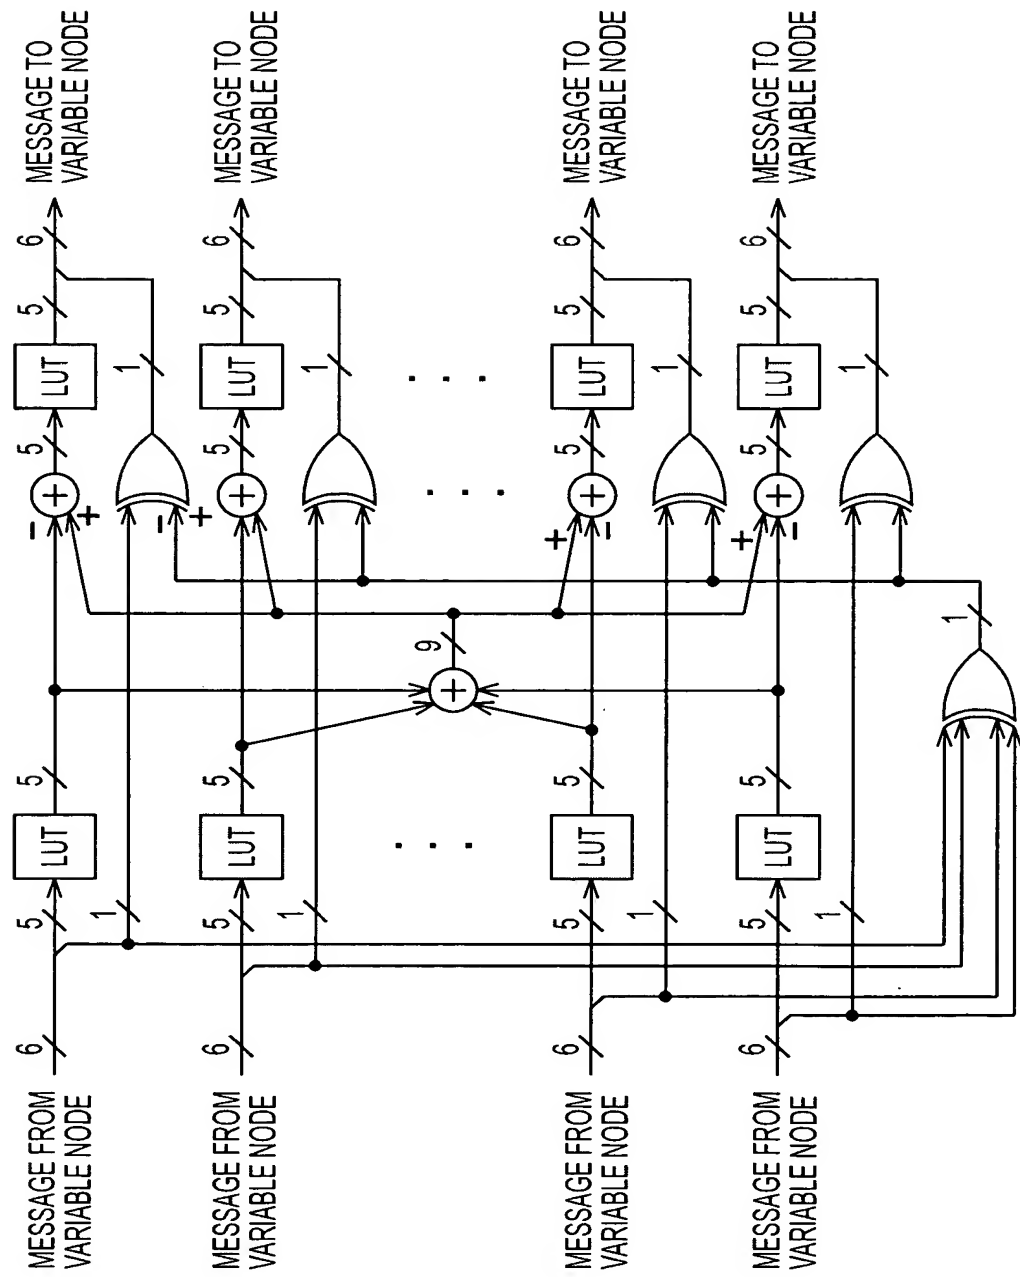 MESSAGE FROM
VARIABLE NODE
6
5
LUT
5
-
+
+
5
LUT
5
6
MESSAGE TO
VARIABLE NODE
1
1
MESSAGE FROM
VARIABLE NODE
6
5
LUT
5
-
+
+
5
LUT
5
6
MESSAGE TO
VARIABLE NODE
1
1
. . .
. . .
. . .
+
9
MESSAGE FROM
VARIABLE NODE
6
5
LUT
5
+
-
+
5
LUT
5
6
MESSAGE TO
VARIABLE NODE
1
1
MESSAGE FROM
VARIABLE NODE
6
5
LUT
5
+
-
+
5
LUT
5
6
MESSAGE TO
VARIABLE NODE
1
1
1